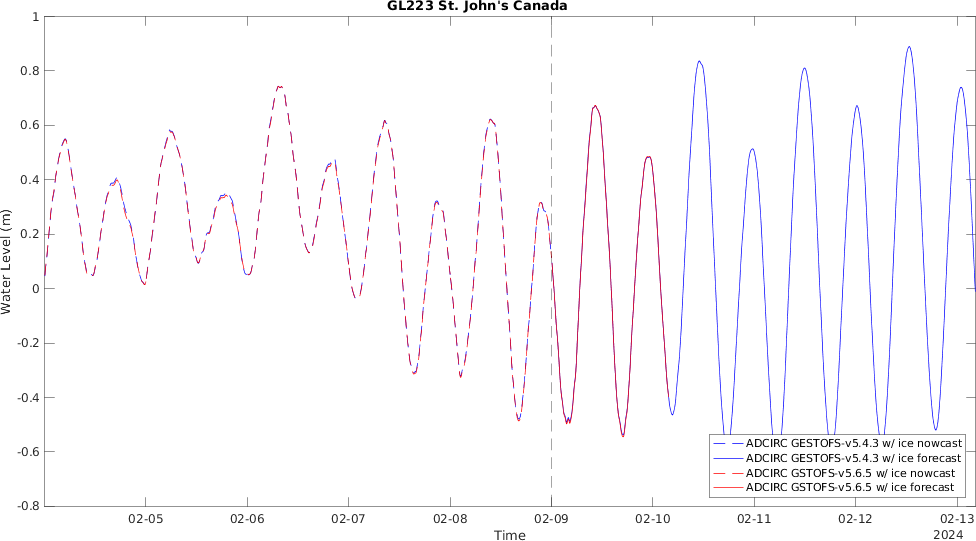 GL223 St. John's Canada
1
0.8
0.6
0.4
0.2
0
-0.2
-0.4
-0.6
-0.8
Water Level (m)
ADCIRC GESTOFS-v5.4.3 w/ ice nowcast
ADCIRC GESTOFS-v5.4.3 w/ ice forecast
ADCIRC GSTOFS-v5.6.5 w/ ice nowcast
ADCIRC GSTOFS-v5.6.5 w/ ice forecast
02-05 02-06 02-07 02-08 02-09 02-10 02-11 02-12 02-13
Time
2024